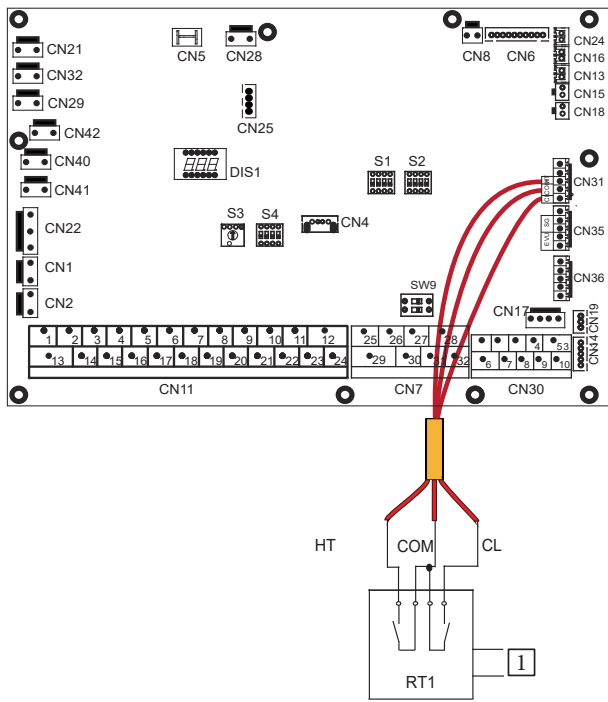 CN21
CN32
CN29
CN42
CN40
CN41
CN22
CN1
CN2
CN5
CN28
CN25
DIS1
S3 S4
CN4
S1 S2
SW9
CN8 CN6
CN24
CN16
CN13
CN15
CN18
CL COM
CN31
SG
EVU
CN35
CN36
CN17
CN19
CN14
1 2 3 4 5 6 7 8 9 10 11 12
13 14 15 16 17 18 19 20 21 22 23 24
CN11
25 26 27 28
29 30 31 32
CN7
4 53
6 7 8 9 10
CN30
HT COM CL
RT1
1